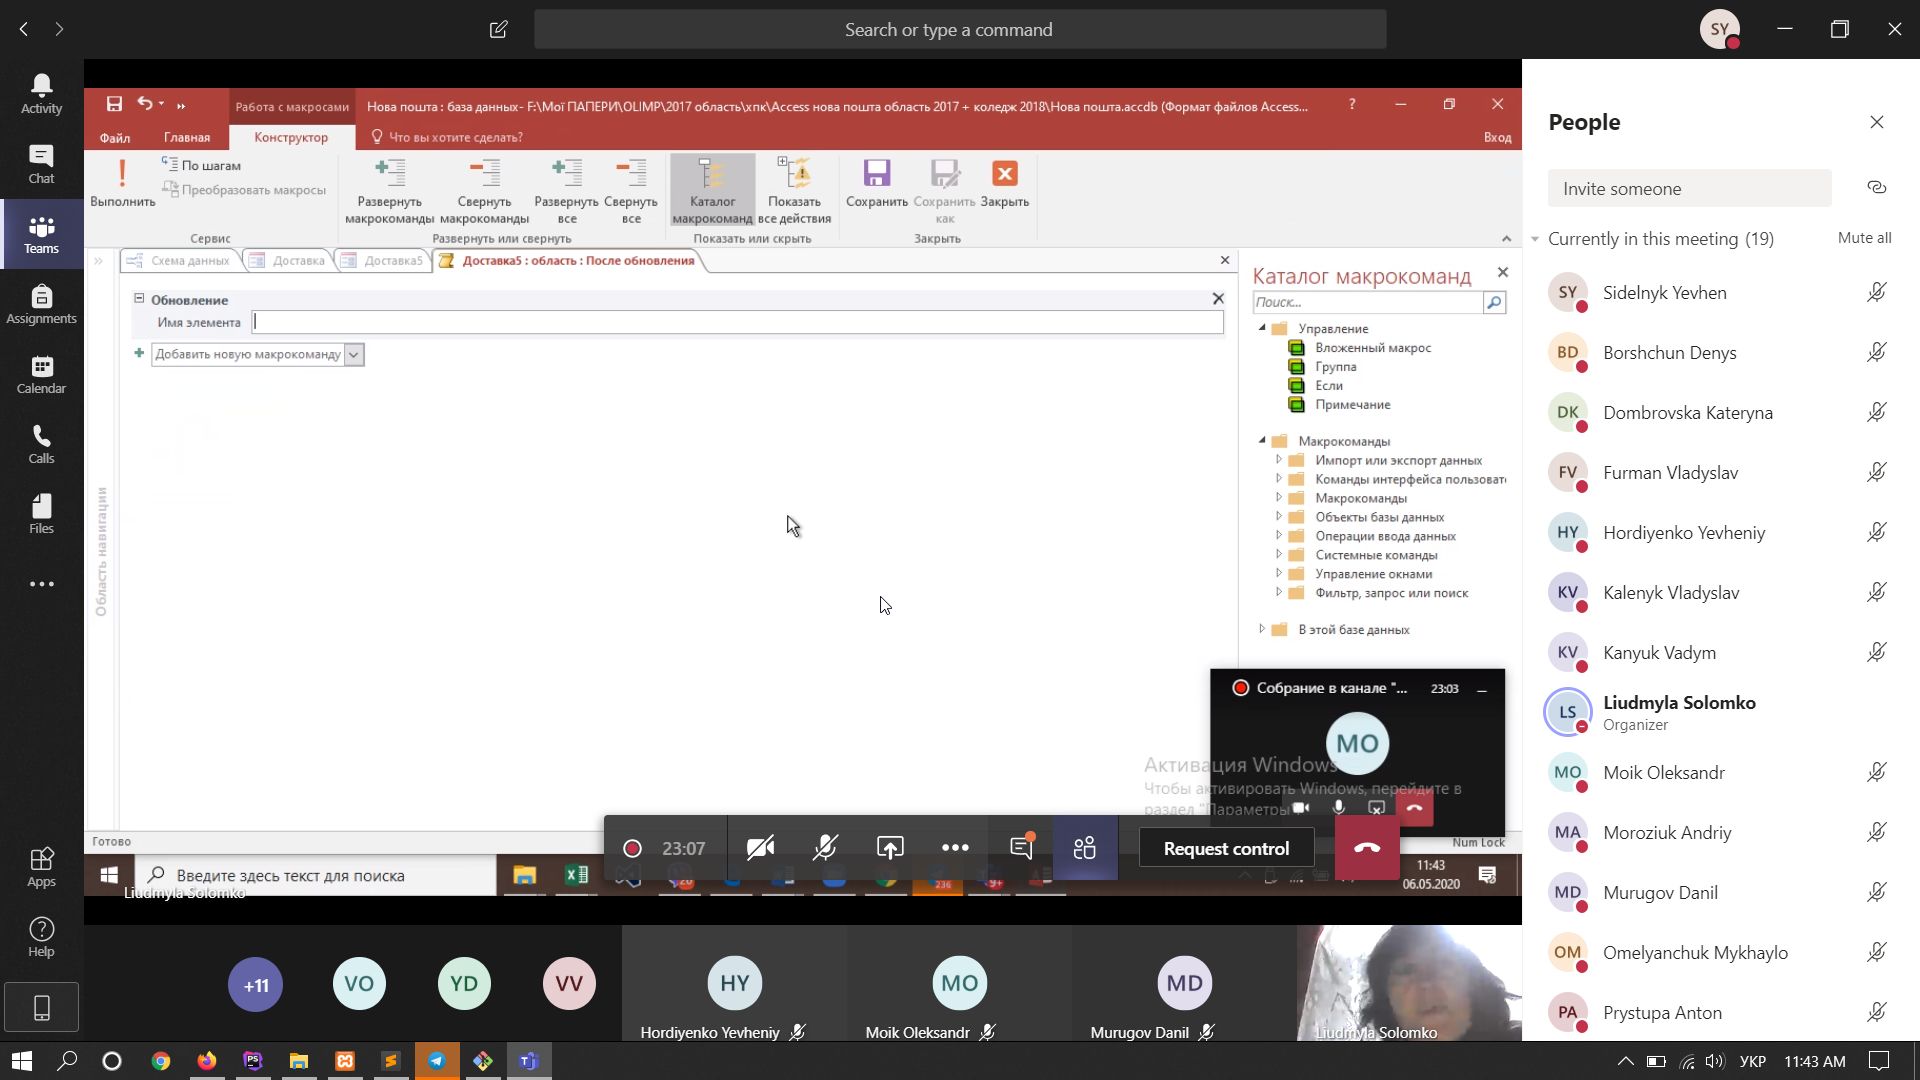 Search or type a command
SY
Activity
Chat
Teams
Assignments
Calendar
Calls
Files
Apps
Help
Работа с макросами
Нова пошта : база данных- F:\Мої ПАПЕРИ\OLIMP\2017 область\хпк\Access нова пошта область 2017 + коледж 2018\Нова пошта.accdb (Формат файлов Access...
Файл
Главная
Конструктор
Что вы хотите сделать?
Вход
Выполнить
По шагам
Преобразовать макросы
Сервис
Развернуть макрокоманды
Свернуть макрокоманды
Развернуть все
Свернуть все
Развернуть или свернуть
Каталог макрокоманд
Показать все действия
Показать или скрыть
Сохранить
Сохранить как
Закрыть
Закрыть
Схема данных
Доставка
Доставка5
Доставка5 : область : После обновления
Обновление
Имя элемента
Добавить новую макрокоманду
Область навигации
Каталог макрокоманд
Поиск...
Управление
Вложенный макрос
Группа
Если
Примечание
Макрокоманды
Импорт или экспорт данных
Команды интерфейса пользоват
Макрокоманды
Объекты базы данных
Операции ввода данных
Системные команды
Управление окнами
Фильтр, запрос или поиск
В этой базе данных
Собрание в канале "...
23:03
MO
Активация Windows
Чтобы активировать Windows, перейдите в
раздел "Параметры
Готово
Num Lock
23:07
Request control
Введите здесь текст для поиска
11:43
06.05.2020
Liudmyla Solomko
+11
VO
YD
VV
HY
Hordiyenko Yevheniy
MO
Moik Oleksandr
MD
Murugov Danil
Liudmyla Solomko
People
Invite someone
Currently in this meeting (19)
Mute all
SY
Sidelnyk Yevhen
BD
Borshchun Denys
DK
Dombrovska Kateryna
FV
Furman Vladyslav
HY
Hordiyenko Yevheniy
KV
Kalenyk Vladyslav
KV
Kanyuk Vadym
LS
Liudmyla Solomko
Organizer
MO
Moik Oleksandr
MA
Moroziuk Andriy
MD
Murugov Danil
OM
Omelyanchuk Mykhaylo
PA
Prystupa Anton
УКР
11:43 AM